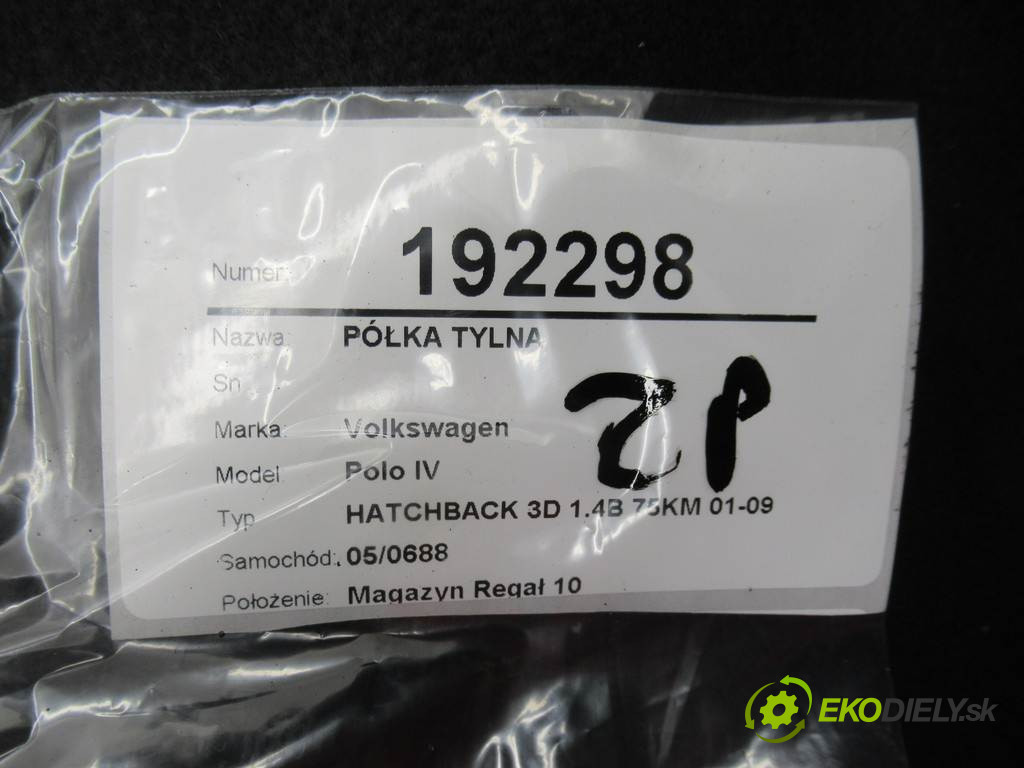 Numer: 192298
Nazwa: PÓŁKA TYLNA
Sn
Marka: Volkswagen
Model Polo IV
Typ HATCHBACK 3D 1.4B 75KM 01-09
Samochód: 05/0688
Położenie: Magazyn Regał 10
EKODIELY.sk